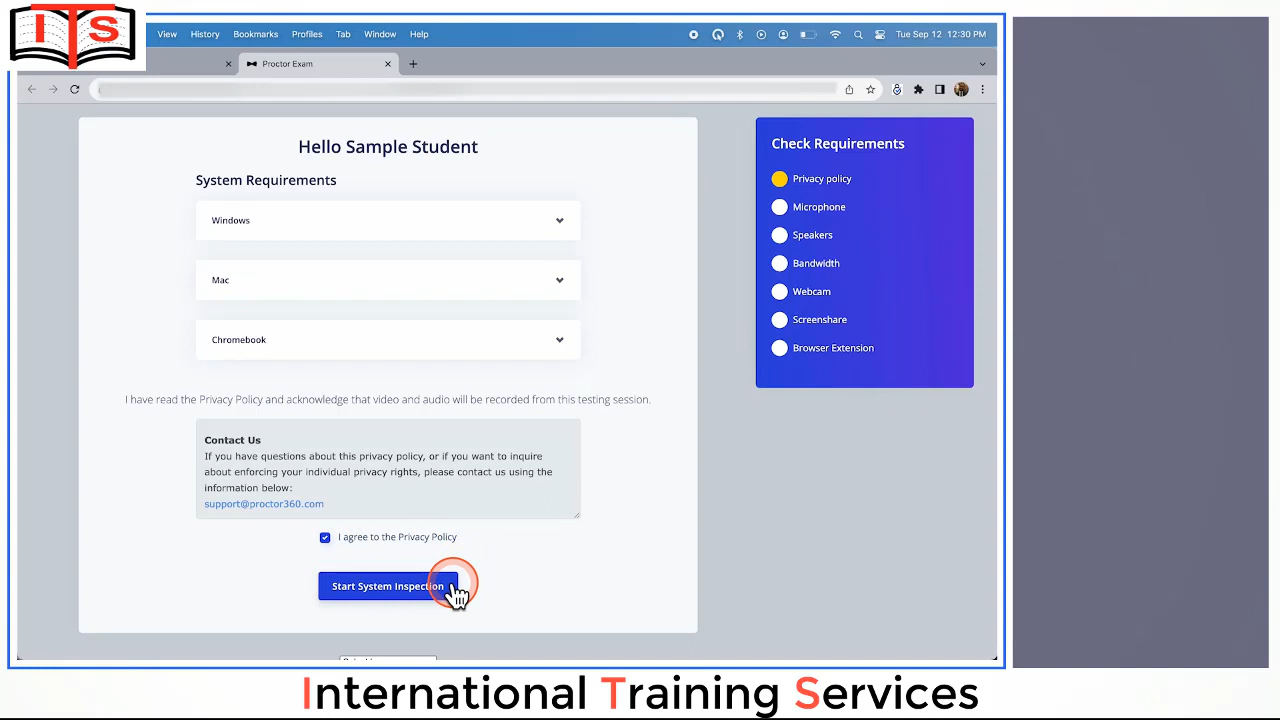 ITS
View History Bookmarks Profiles Tab Window Help Tue Sep 12 12:30 PM
Proctor Exam
Hello Sample Student
System Requirements
Windows
Mac
Chromebook
I have read the Privacy Policy and acknowledge that video and audio will be recorded from this testing session.
Contact Us
If you have questions about this privacy policy, or if you want to inquire
about enforcing your individual privacy rights, please contact us using the
information below:
support@proctor360.com
I agree to the Privacy Policy
Start System Inspection
Check Requirements
Privacy policy
Microphone
Speakers
Bandwidth
Webcam
Screenshare
Browser Extension
International Training Services